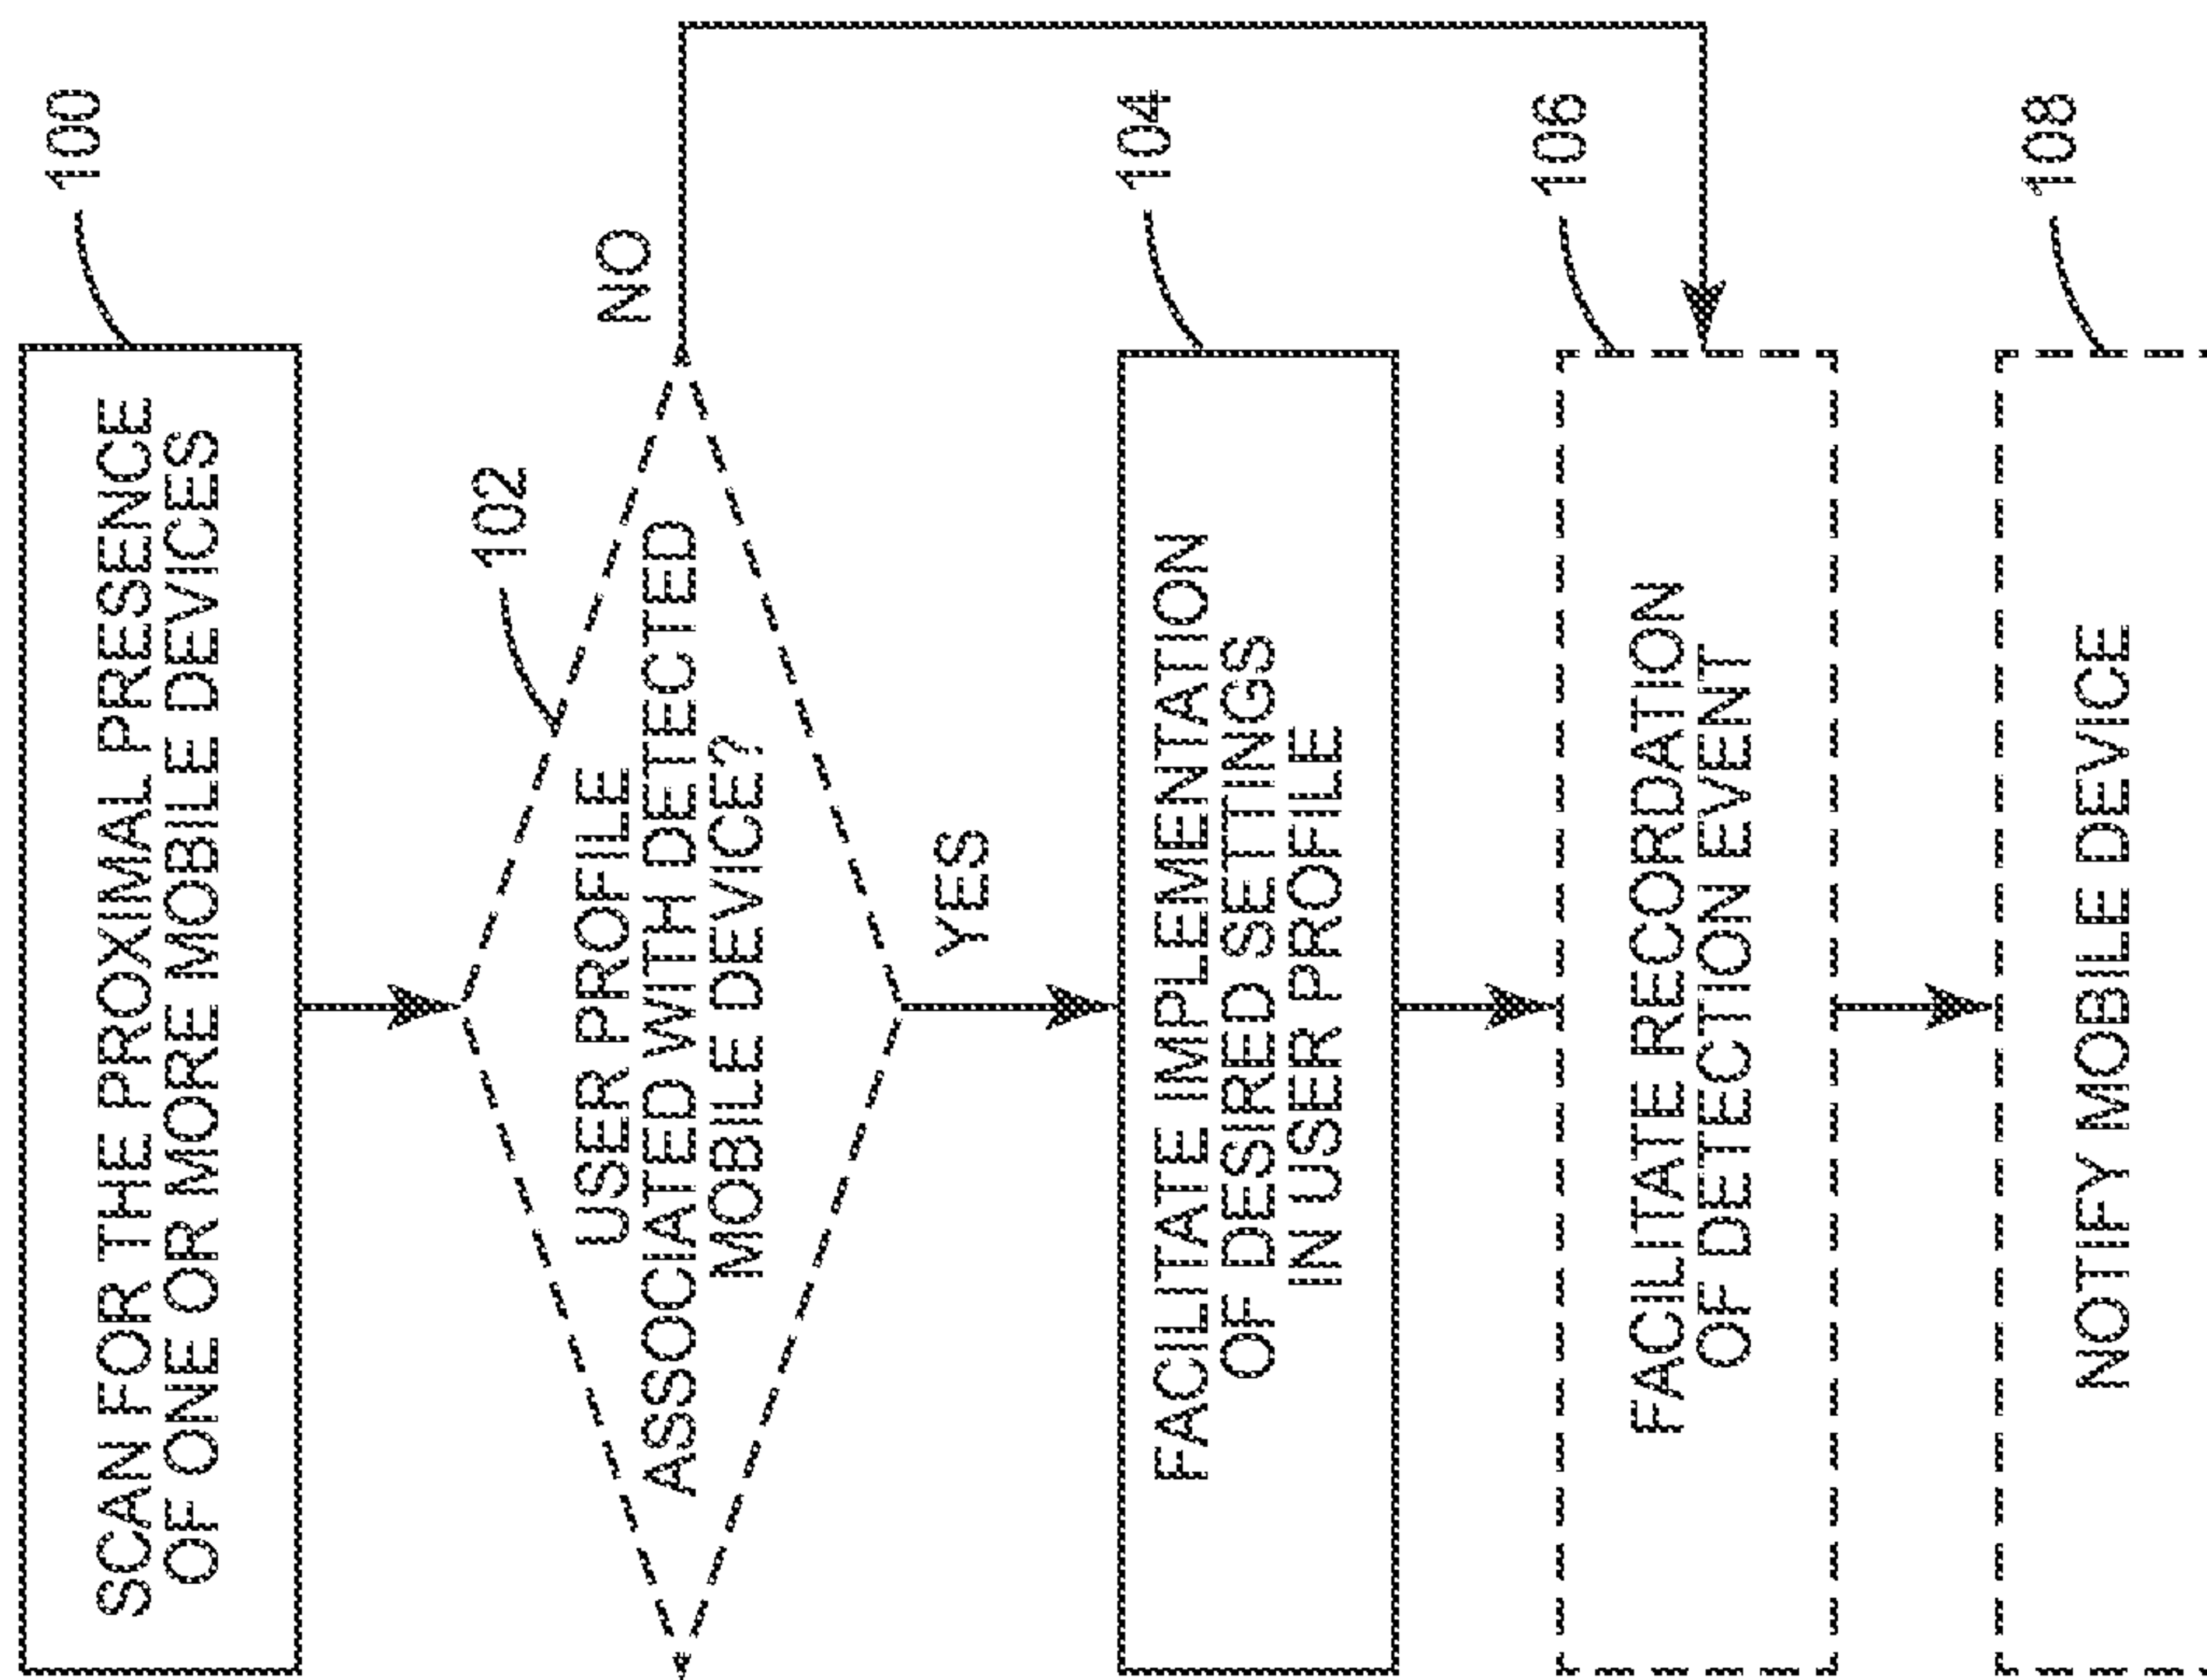 100
SCAN FOR THE PROXIMAL PRESENCE
OF ONE OR MORE MOBILE DEVICES
102
USER PROFILE
ASSOCIATED WITH DETECTED
MOBILE DEVICE?
NO
YES
104
FACILITATE IMPLEMENTATION
OF DESIRED SETTINGS
IN USER PROFILE
106
FACILITATE RECORDATION
OF DETECTION EVENT
108
NOTIFY MOBILE DEVICE